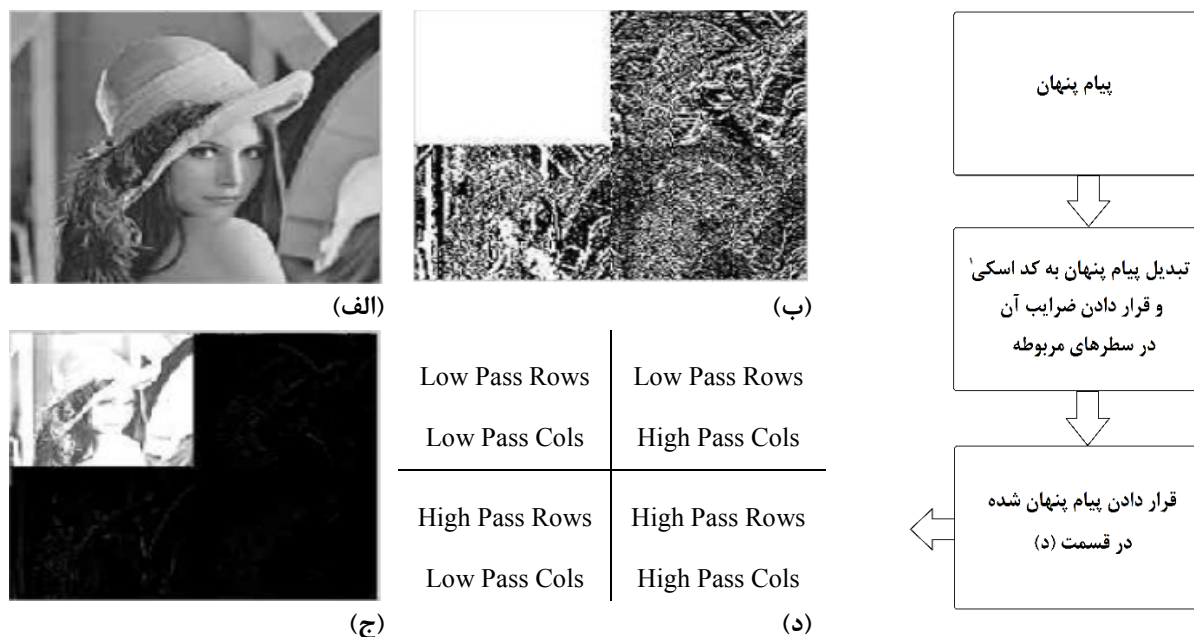 (الف)
(ب)
Low Pass Rows
Low Pass Cols
Low Pass Rows
High Pass Cols
High Pass Rows
Low Pass Cols
High Pass Rows
High Pass Cols
(ج)
(د)
پیام پنهان
تبدیل پیام پنهان به کد اسکی۱
و قرار دادن ضرایب آن
در سطرهای مربوطه
قرار دادن پیام پنهان شده
در قسمت (د)